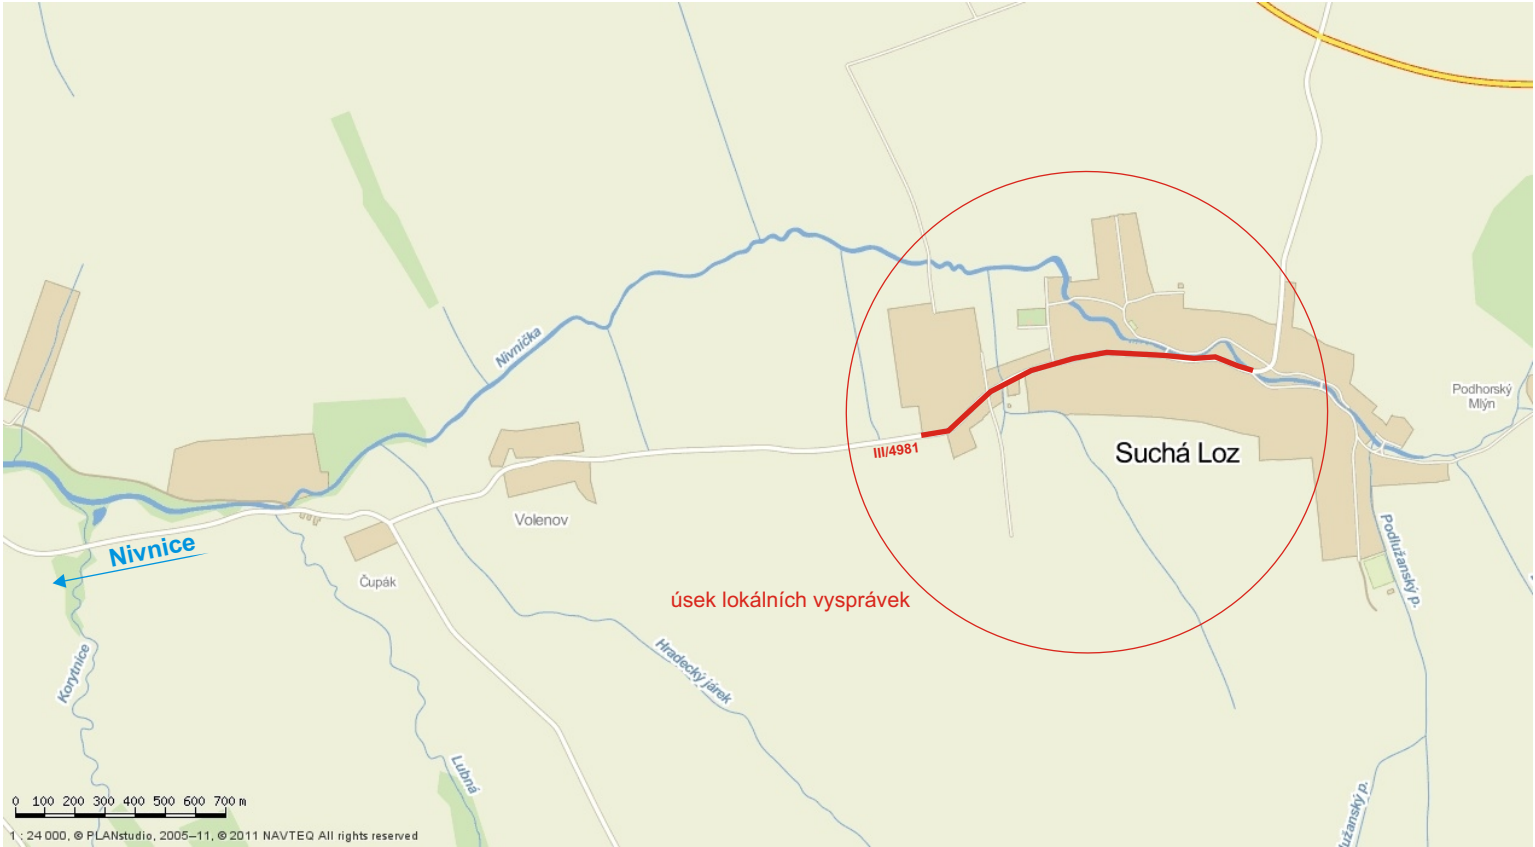 Nivnička
Podhorský
Mlýn
III/4981
Suchá Loz
Volenov
Podlužanský p.
Nivnice
Čupák
úsek lokálních vysprávek
Korytnice
Hradecký járek
Lubná
lužanský p.
0 100 200 300 400 500 600 700 m
1 : 24 000, © PLANstudio, 2005–11, © 2011 NAVTEQ All rights reserved